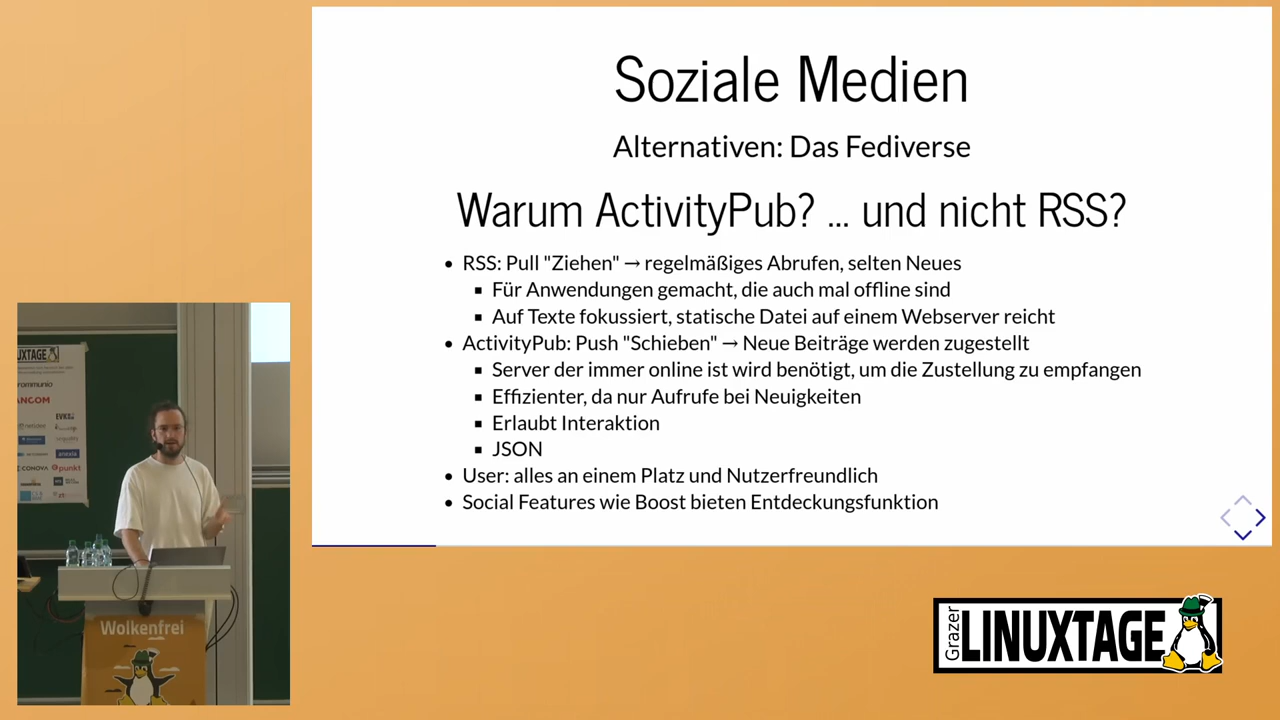 Soziale Medien
Alternativen: Das Fediverse
Warum ActivityPub? ... und nicht RSS?
• RSS: Pull "Ziehen" → regelmäßiges Abrufen, selten Neues
▪ Für Anwendungen gemacht, die auch mal offline sind
▪ Auf Texte fokussiert, statische Datei auf einem Webserver reicht
• ActivityPub: Push "Schieben" → Neue Beiträge werden zugestellt
▪ Server der immer online ist wird benötigt, um die Zustellung zu empfangen
▪ Effizienter, da nur Aufrufe bei Neuigkeiten
▪ Erlaubt Interaktion
▪ JSON
• User: alles an einem Platz und Nutzerfreundlich
• Social Features wie Boost bieten Entdeckungsfunktion
UXTAGE
ANCOM
punkt
Wolkenfrei
Grazer
LINUXTAGE